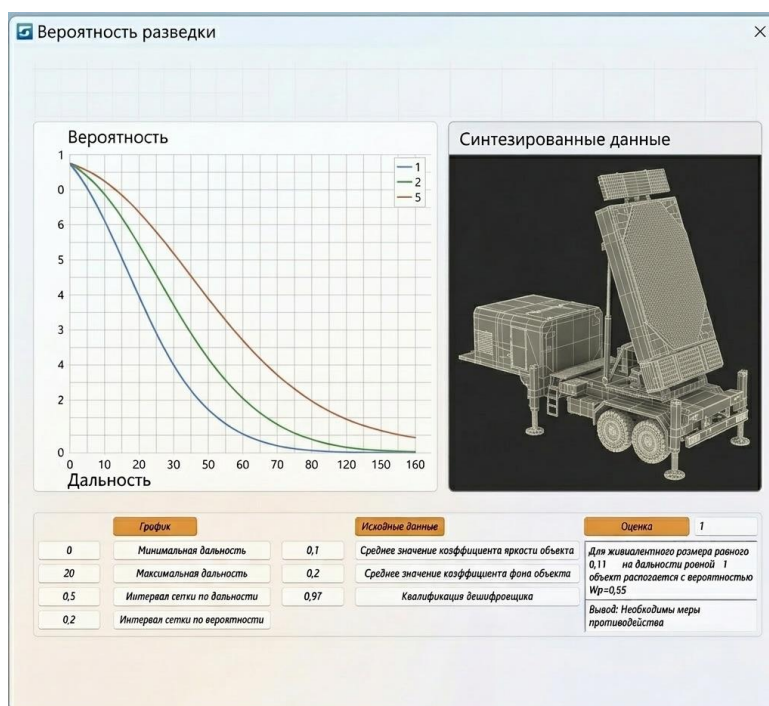 Вероятность разведки
Вероятность
Синтезированные данные
1
0
6
5
4
3
4
2
0
1
2
5
0 10 20 30 50 60 70 80 120 150 160
Дальность
График
Исходные данные
Оценка 1
0 Минимальная дальность
20 Максимальная дальность
0,5 Интервал сетки по дальности
0,2 Интервал сетки по вероятности
0,1 Среднее значение коэффициента яркости объекта
0,2 Среднее значение коэффициента фона объекта
0,97 Квалификация дешифроещика
Для живиалентного размера равного
0,11 на дальности ровной 1
объект распогается с вероятностью
Wp=0,55
Вывод: Необходимы меры
противодейства